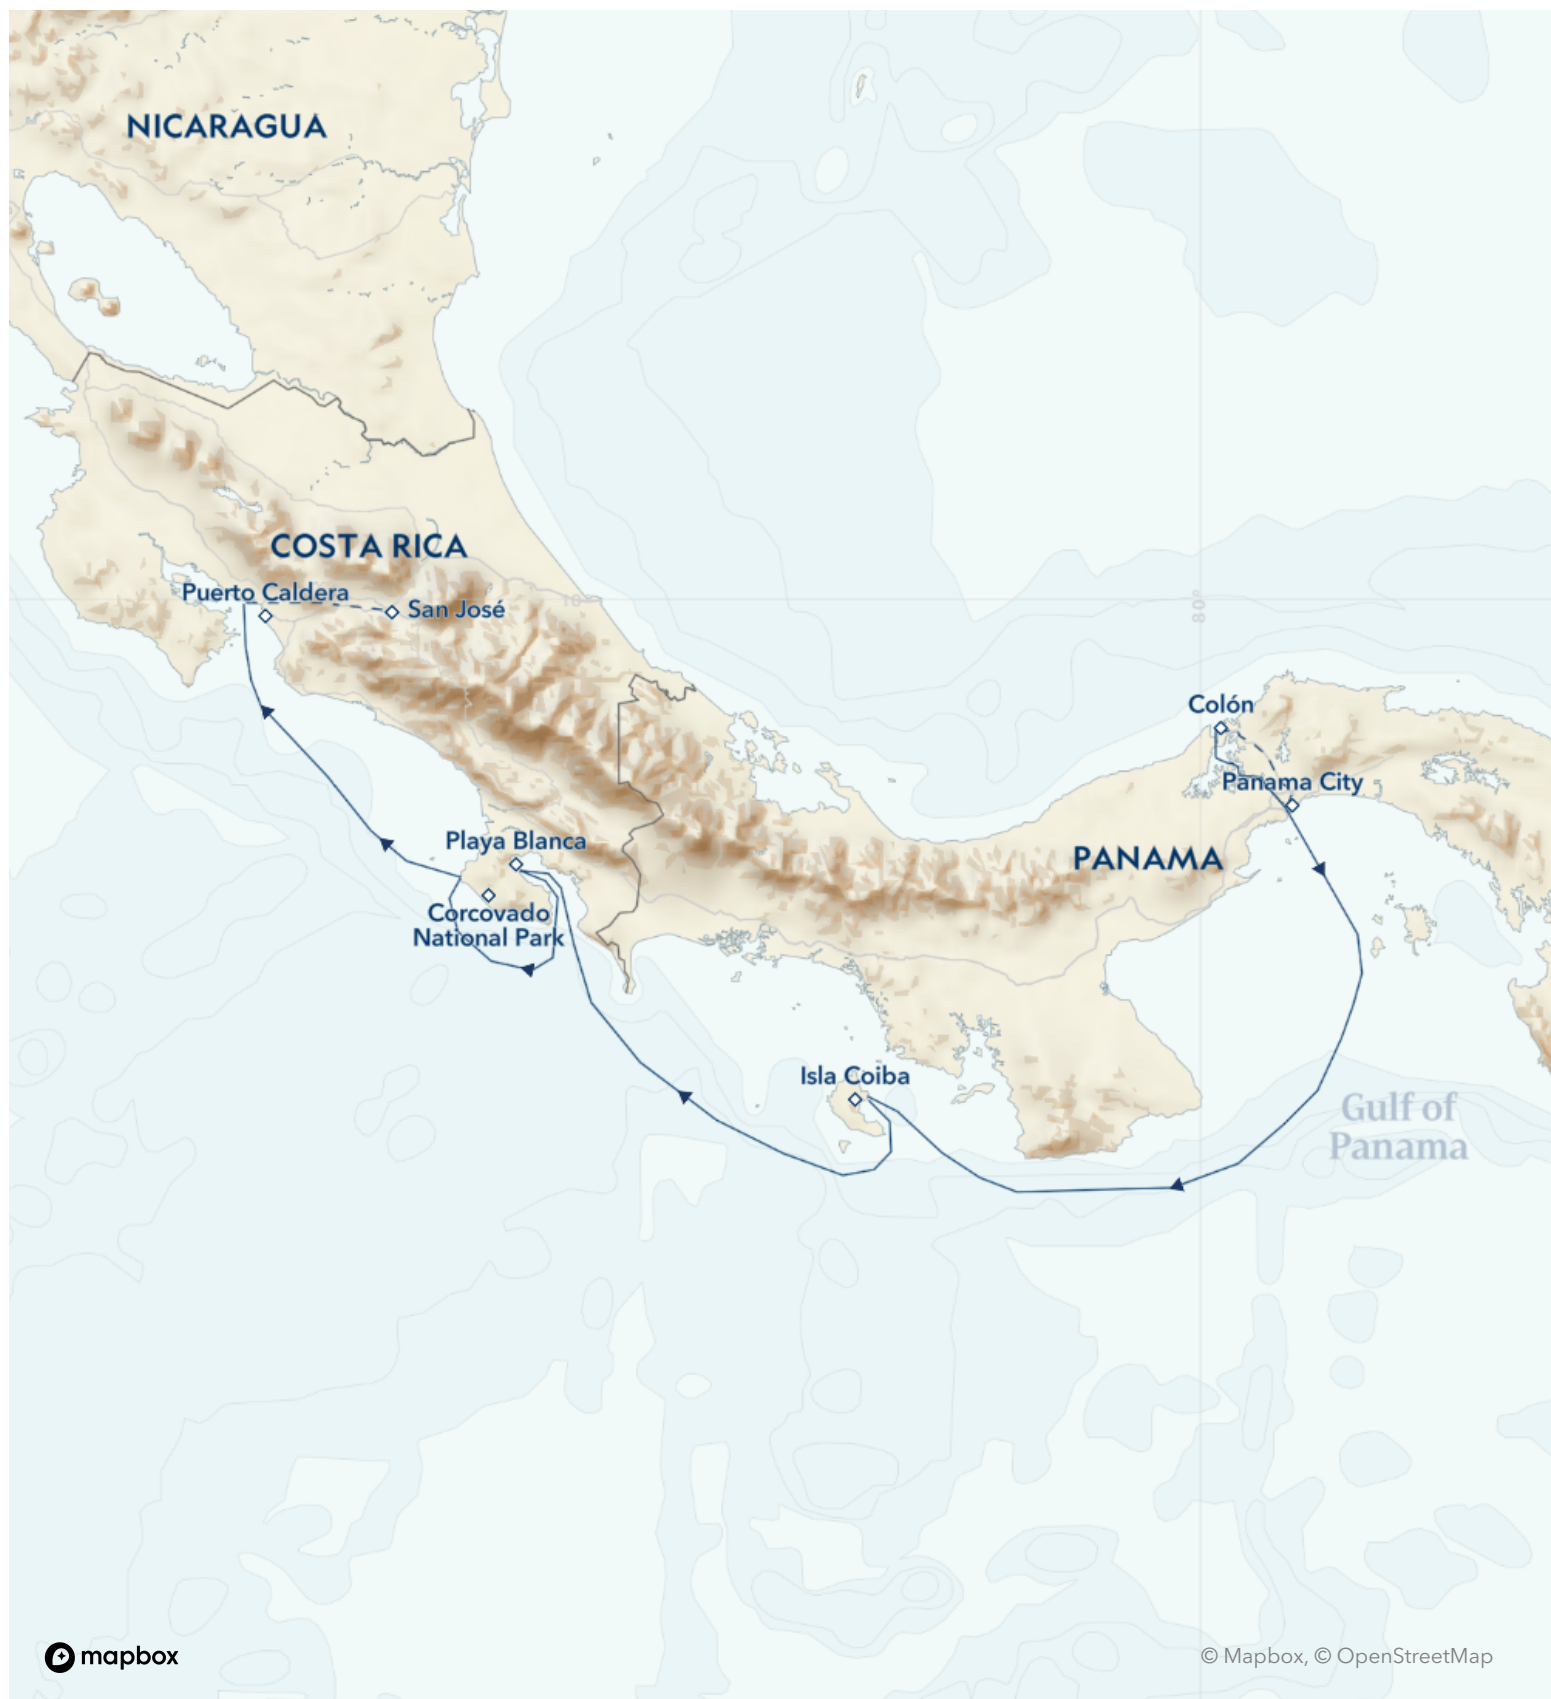 NICARAGUA
COSTA RICA
Puerto Caldera
San José
10°
80°
Colón
Panama City
Playa Blanca
PANAMA
Corcovado
National Park
Isla Coiba
Gulf of
Panama
mapbox
© Mapbox, © OpenStreetMap